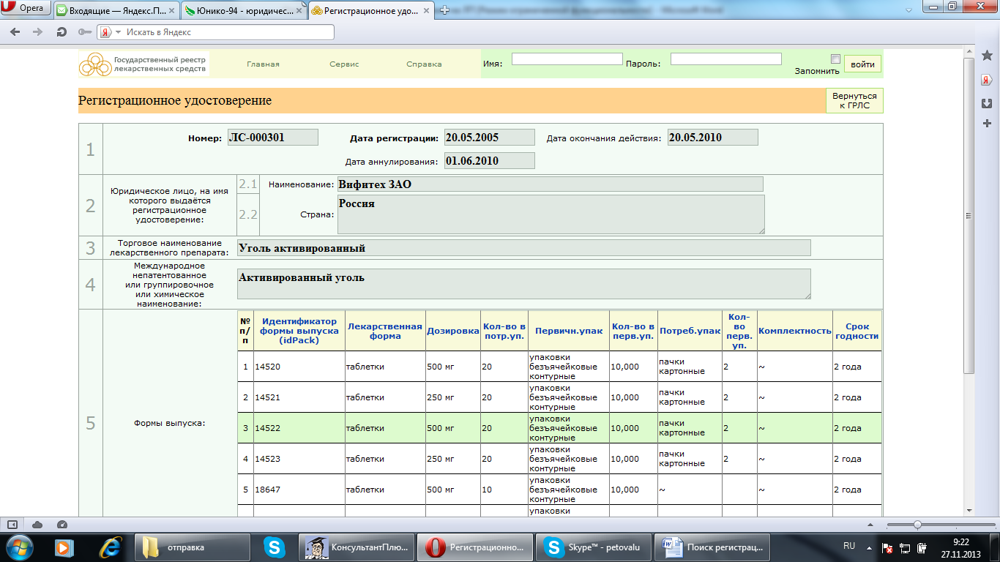 Opera
Входящие — Яндекс.П...
Юнико-94 - юридичес...
Регистрационное удо...
Microsoft Word
Искать в Яндекс
Государственный реестр
лекарственных средств
Главная
Сервис
Справка
Имя:
Пароль:
Запомнить
войти
Регистрационное удостоверение
Вернуться
к ГРЛС
1
Номер: ЛС-000301 Дата регистрации: 20.05.2005 Дата окончания действия: 20.05.2010
Дата аннулирования: 01.06.2010
2
Юридическое лицо, на имя
которого выдаётся
регистрационное
удостоверение:
2.1 Наименование: Вифитех ЗАО
2.2 Страна: Россия
3
Торговое наименование
лекарственного препарата:
Уголь активированный
4
Международное
непатентованное
или группировочное
или химическое
наименование:
Активированный уголь
5
Формы выпуска:
№
п/
п
Идентификатор
формы выпуска
(idPack)
Лекарственная
форма
Дозировка
Кол-во в
потр.уп.
Первичн.упак
Кол-во в
перв.уп.
Потреб.упак
Кол-
во
перв.
уп.
Комплектность
Срок
годности
1 14520 таблетки 500 мг 20
упаковки
безъячейковые
контурные
10,000
пачки
картонные
2 ~ 2 года
2 14521 таблетки 250 мг 20
упаковки
безъячейковые
контурные
10,000
пачки
картонные
2 ~ 2 года
3 14522 таблетки 500 мг 20
упаковки
безъячейковые
контурные
10,000
пачки
картонные
2 ~ 2 года
4 14523 таблетки 250 мг 20
упаковки
безъячейковые
контурные
10,000
пачки
картонные
2 ~ 2 года
5 18647 таблетки 500 мг 10
упаковки
безъячейковые
контурные
10,000 ~ ~ 2 года
упаковки
отправка
КонсультантПлю...
Регистрационно...
Skype™ - petovalu
Поиск регистрац...
RU
9:22
27.11.2013